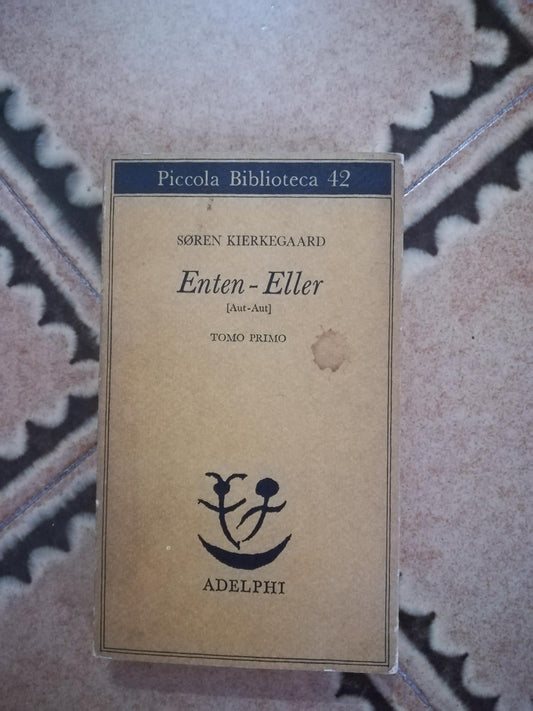 Piccola Biblioteca 42
SØREN KIERKEGAARD
Enten - Eller
[Aut-Aut]
TOMO PRIMO
ADELPHI